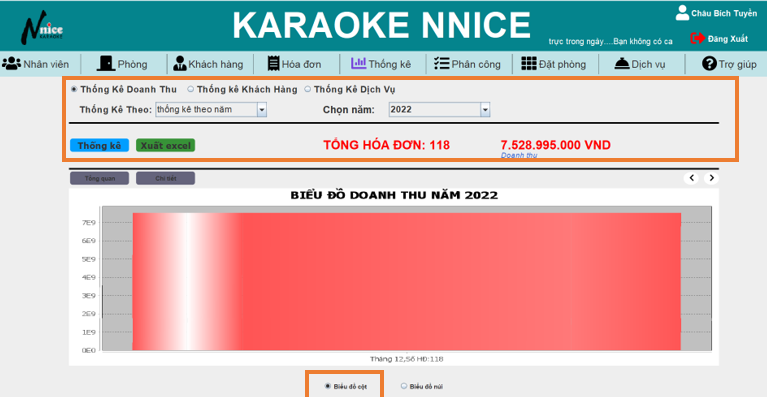 Nnice
KARAOKE
KARAOKE NNICE
Châu Bích Tuyền
trực trong ngày....Bạn không có ca
Đăng Xuất
Nhân viên Phòng Khách hàng Hóa đơn Thống kê Phân công Đặt phòng Dịch vụ Trợ giúp
Thống Kê Doanh Thu Thống kê Khách Hàng Thống kê Dịch Vụ
Thống Kê Theo: thống kê theo năm Chọn năm: 2022
Thống kê Xuất excel TỔNG HÓA ĐƠN: 118 7.528.995.000 VND
Doanh thu
Tổng quan Chi tiết
BIỂU ĐỒ DOANH THU NĂM 2022
7E9
6E9
5E9
4E9
3E9
2E9
1E9
0E0
Tháng 12,Số HĐ:118
Biểu đồ cột Biểu đồ núi